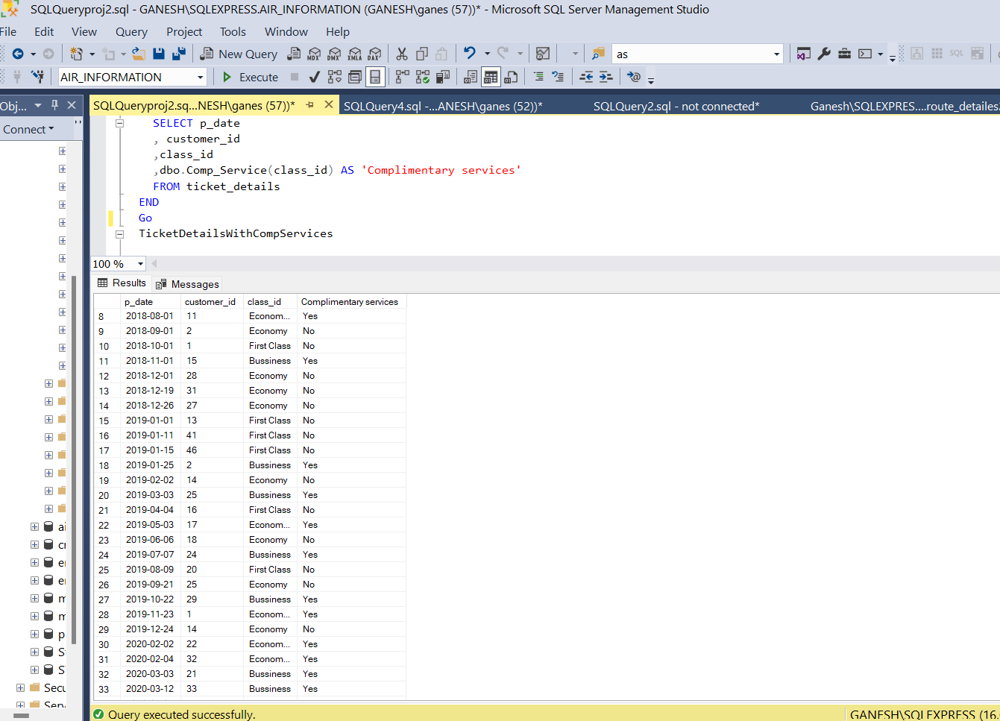 SQLQueryproj2.sql - GANESH\SQLEXPRESS.AIR_INFORMATION (GANESH\ganes (57))* - Microsoft SQL Server Management Studio
File Edit View Query Project Tools Window Help
New Query MDX DMX XMLA DAX as SQL
AIR_INFORMATION Execute
Obj... SQLQueryproj2.sq...NESH\ganes (57))* SQLQuery4.sql -...ANESH\ganes (52))* SQLQuery2.sql - not connected* Ganesh\SQLEXPRES....route_detailes
Connect
SELECT p_date
, customer_id
,class_id
,dbo.Comp_Service(class_id) AS 'Complimentary services'
FROM ticket_details
END
Go
TicketDetailsWithCompServices
100 %
Results Messages
p_date customer_id class_id Complimentary services
8 2018-08-01 11 Econom... Yes
9 2018-09-01 2 Economy No
10 2018-10-01 1 First Class No
11 2018-11-01 15 Bussiness Yes
12 2018-12-01 28 Economy No
13 2018-12-19 31 Economy No
14 2018-12-26 27 Economy No
15 2019-01-01 13 First Class No
16 2019-01-11 41 First Class No
17 2019-01-15 46 First Class No
18 2019-01-25 2 Bussiness Yes
19 2019-02-02 14 Economy No
20 2019-03-03 25 Bussiness Yes
21 2019-04-04 16 First Class No
22 2019-05-03 17 Econom... Yes
23 2019-06-06 18 Economy No
24 2019-07-07 24 Bussiness Yes
25 2019-08-09 20 First Class No
26 2019-09-21 25 Economy No
27 2019-10-22 29 Bussiness Yes
28 2019-11-23 1 Econom... Yes
29 2019-12-24 14 Economy No
30 2020-02-02 22 Econom... Yes
31 2020-02-04 32 Econom... Yes
32 2020-03-03 21 Bussiness Yes
33 2020-03-12 33 Bussiness Yes
ai
cr
er
er
m
m
p
S
Secu
Serv
Query executed successfully. GANESH\SQLEXPRESS (16.